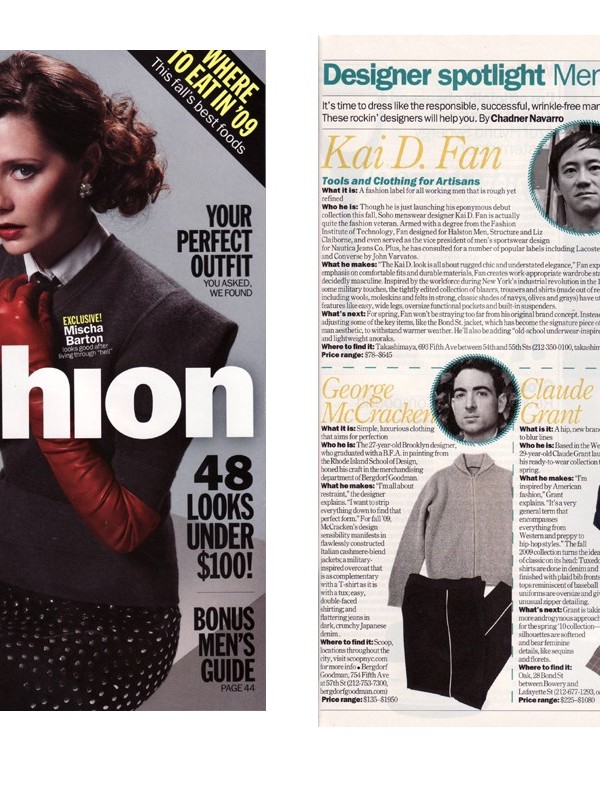 WHERE
TO EAT IN '09
This fall's best foods
YOUR
PERFECT
OUTFIT
YOU ASKED,
WE FOUND
EXCLUSIVE!
Mischa
Barton
looks good after
living through "hell"
hion
48
LOOKS
UNDER
$100!
BONUS
MEN'S
GUIDE
PAGE 44
Designer spotlight Men
It's time to dress like the responsible, successful, wrinkle-free man
These rockin' designers will help you. By Chadner Navarro
Kai D. Fan
Tools and Clothing for Artisans
What it is: A fashion label for all working men that is rough yet
refined
Who he is: Though he is just launching his eponymous debut
collection this fall, Soho menswear designer Kai D. Fan is actually
quite the fashion veteran. Armed with a degree from the Fashion
Institute of Technology, Fan designed for Halston Men, Structure and Liz
Claiborne, and even served as the vice president of men's sportswear design
for Nautica Jeans Co. Plus, he has consulted for a number of popular labels including Lacoste
and Converse by John Varvatos.
What he makes: "The Kai D. look is all about rugged chic and understated elegance," Fan exp
emphasis on comfortable fits and durable materials, Fan creates work-appropriate wardrobe sta
decidedly masculine. Inspired by the workforce during New York's industrial revolution in the 1
some military touches, the tightly edited collection of blazers, trousers and shirts (made out of re
including wools, moleskins and felts in strong, classic shades of navys, olives and grays) have ut
features like easy, wide legs, oversize functional pockets and built-in suspenders.
What's next: For spring, Fan won't be straying too far from his original brand concept. Instead
adjusting some of the key items, like the Bond St. jacket, which has become the signature piece of
man aesthetic, to withstand warmer weather. He'll also be adding "old-school underwear-inspir
and lightweight anoraks.
Where to find it: Takashimaya, 693 Fifth Ave between 54th and 55th Sts (212-350-0100, takashim
Price range: $78–$645
George
McCracken
What it is: Simple, luxurious clothing
that aims for perfection
Who he is: The 27-year-old Brooklyn designer,
who graduated with a B.F.A. in painting from
the Rhode Island School of Design,
honed his craft in the merchandising
department of Bergdorf Goodman.
What he makes: "I'm all about
restraint," the designer
explains. "I want to strip
everything down to find that
perfect form." For fall '09,
McCracken's design
sensibility manifests in
flawlessly constructed
Italian cashmere-blend
jackets; a military-
inspired overcoat that
is as complementary
with a T-shirt as it is
with a tux; easy,
double-faced
shirting; and
flattering jeans in
dark, crunchy Japanese
denim.
Where to find it: Scoop,
locations throughout the
city, visit scoopnyc.com
for more info • Bergdorf
Goodman, 754 Fifth Ave
at 57th St (212-753-7300,
bergdorfgoodman.com)
Price range: $135–$1950
Claude
Grant
What is it: A hip, new brand
to blur lines
Who he is: Based in the We
29-year-old Claude Grant lau
his ready-to-wear collection t
spring.
What he makes: "I'm
inspired by American
fashion," Grant
explains. "It's a very
general term that
encompasses
everything from
Western and preppy to
hip-hop styles." The fall
2009 collection turns the idea
of classic on its head: Tuxedo
shirts are done in denim and
finished with plaid bib fronts
tops reminiscent of baseball
uniforms are oversize and giv
unusual zipper detailing.
What's next: Grant is taking
more androgynous approach
for the spring '10 collection—
silhouettes are softened
and bear feminine
details, like sequins
and florets.
Where to find it:
Oak, 28 Bond St
between Bowery and
Lafayette St (212-677-1293, o
Price range: $225–$1080